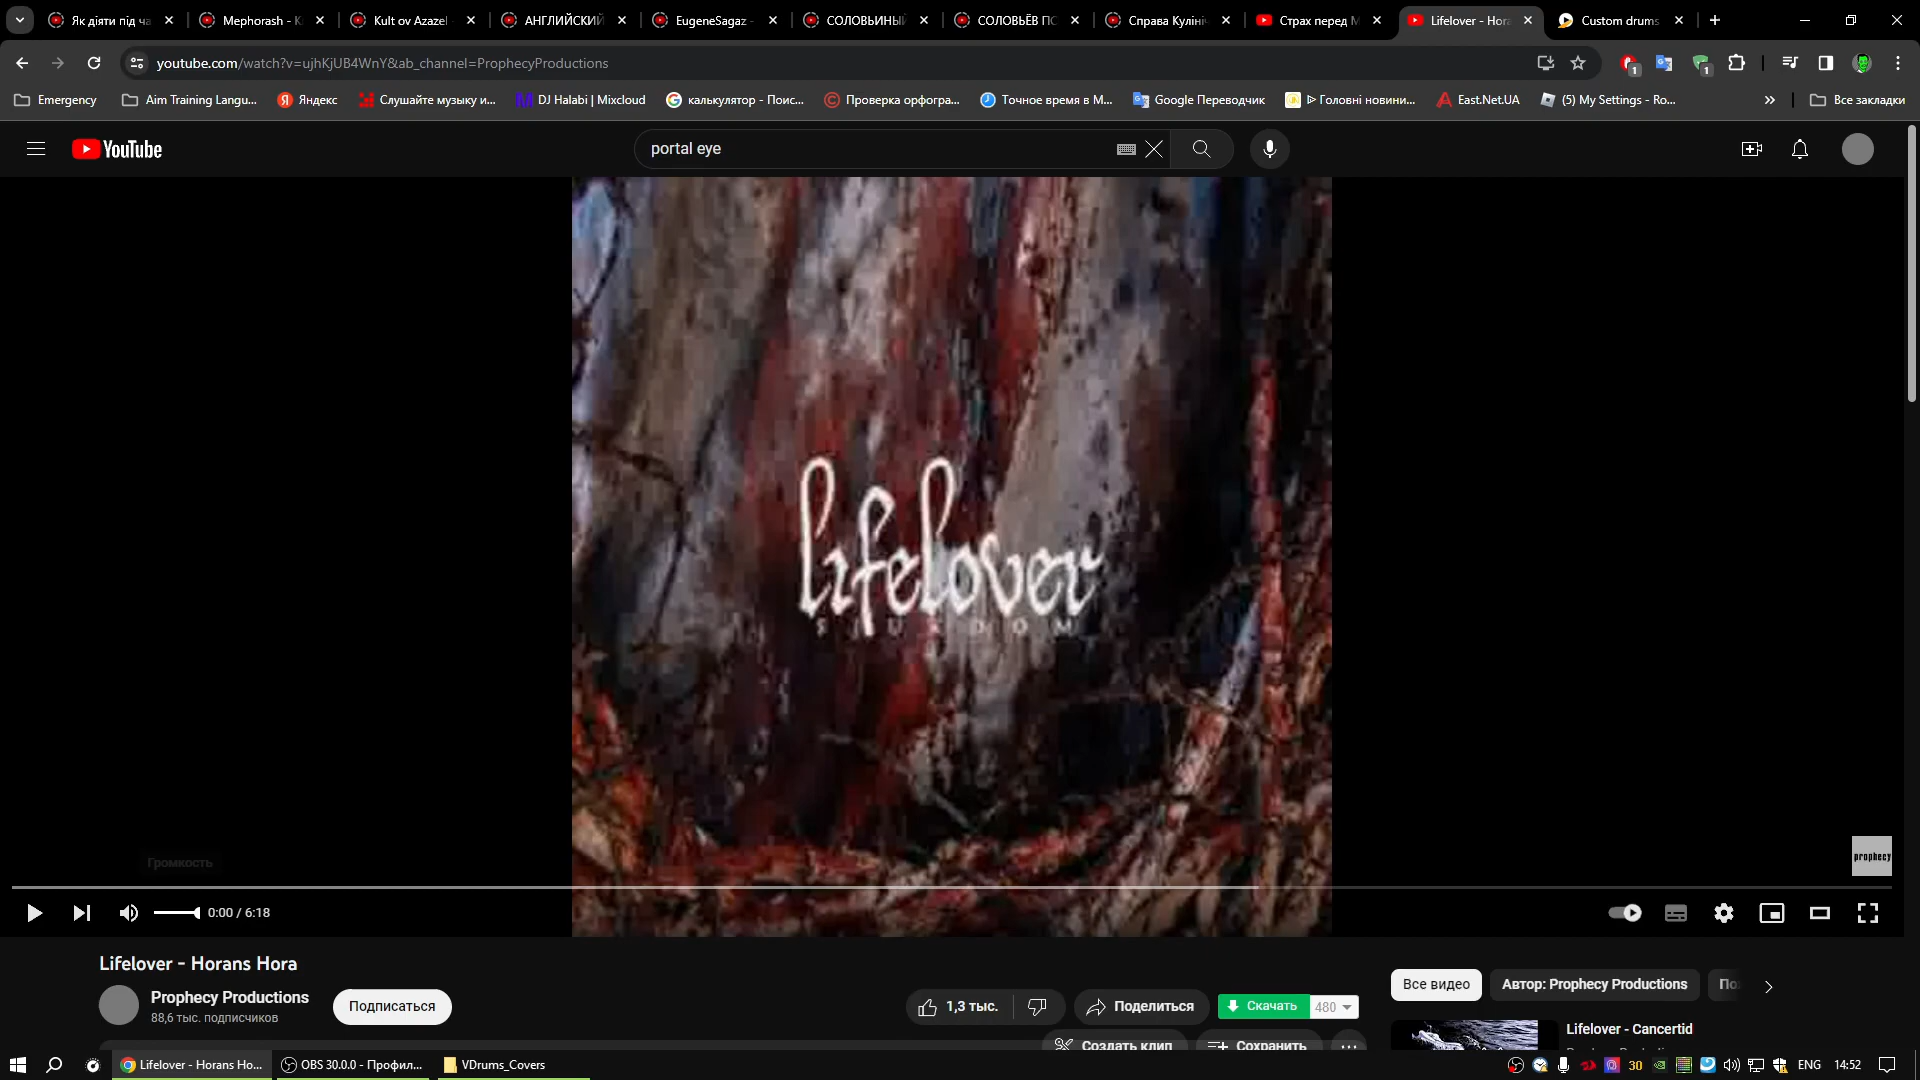 Як діяти під ча
Mephorash - K
Kult ov Azazel
АНГЛИЙСКИЙ
EugeneSagaz -
СОЛОВЬИНЫЙ
СОЛОВЬЁВ ПО
Справа Куліні
Страх перед М
Lifelover - Hora
Custom drums
youtube.com/watch?v=ujhKjUB4WnY&ab_channel=ProphecyProductions
Emergency
Aim Training Langu...
Яндекс
Слушайте музыку и...
DJ Halabi | Mixcloud
калькулятор - Поис...
Проверка орфогра...
Точное время в М...
Google Переводчик
ᐉ Головні новини...
East.Net.UA
(5) My Settings - Ro...
Все закладки
YouTube
portal eye
lifelover
SJUKDOM
Громкость
prophecy
0:00 / 6:18
Lifelover - Horans Hora
Prophecy Productions
88,6 тыс. подписчиков
Подписаться
1,3 тыс.
Поделиться
Скачать
480
Создать клип
Сохранить
Все видео
Автор: Prophecy Productions
Lifelover - Cancertid
Lifelover - Horans Ho...
OBS 30.0.0 - Профил...
VDrums_Covers
30
ENG
14:52